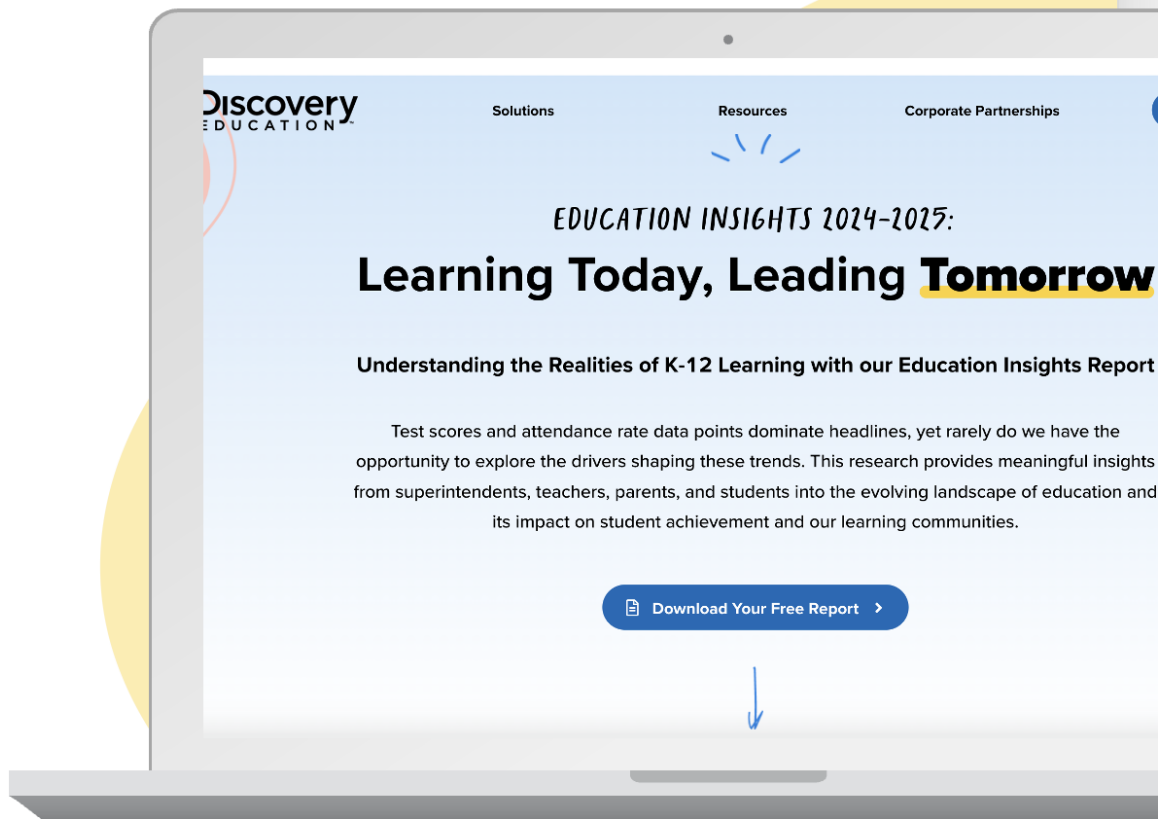 Discovery
EDUCATION™
Solutions
Resources
Corporate Partnerships
EDUCATION INSIGHTS 2024-2025:
Learning Today, Leading Tomorrow
Understanding the Realities of K-12 Learning with our Education Insights Report
Test scores and attendance rate data points dominate headlines, yet rarely do we have the
opportunity to explore the drivers shaping these trends. This research provides meaningful insights
from superintendents, teachers, parents, and students into the evolving landscape of education and
its impact on student achievement and our learning communities.
Download Your Free Report